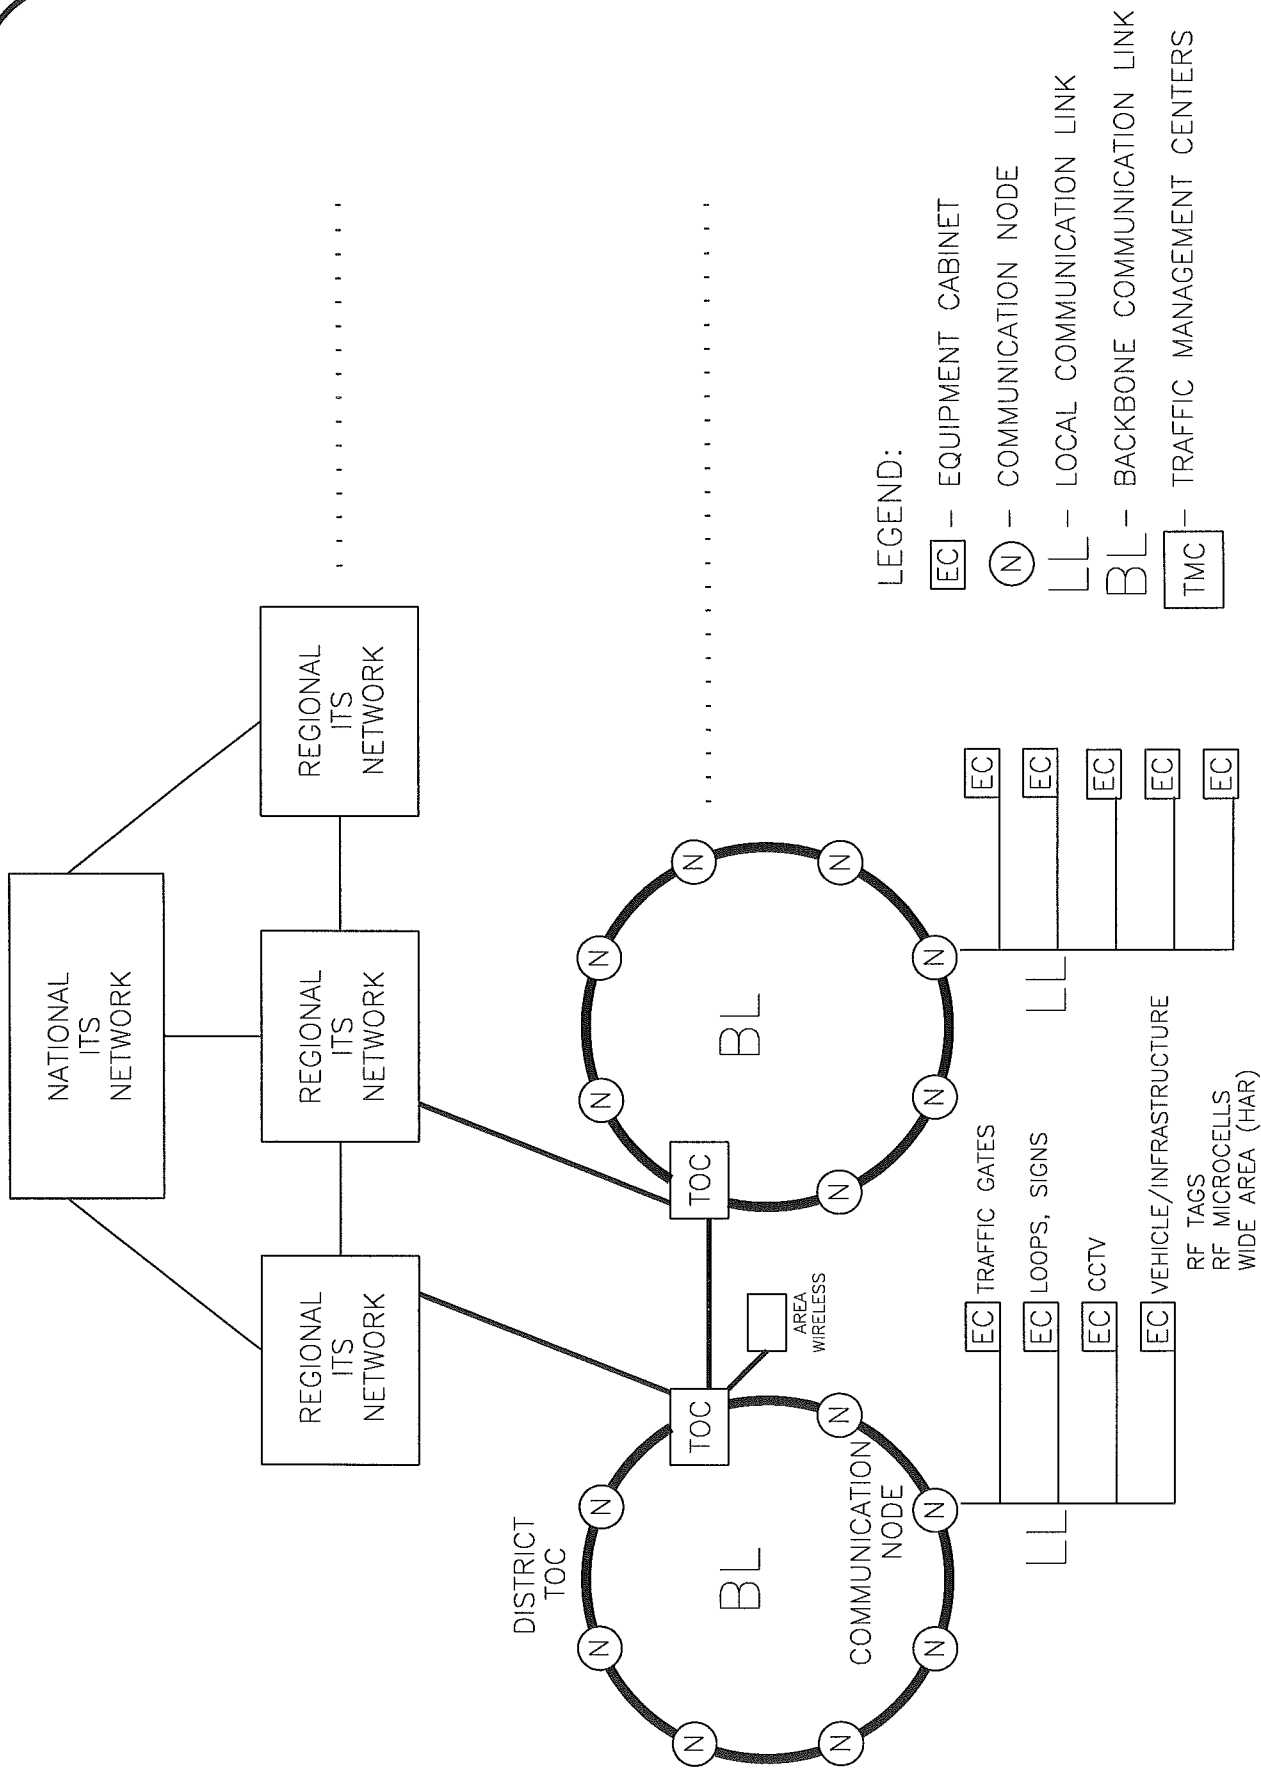 NATIONAL
ITS
NETWORK
REGIONAL
ITS
NETWORK
REGIONAL
ITS
NETWORK
REGIONAL
ITS
NETWORK
DISTRICT
TOC
N
N
N
N
N
N
N
TOC
BL
COMMUNICATION
NODE
AREA
WIRELESS
N
N
N
N
N
N
N
TOC
BL
LL
EC TRAFFIC GATES
EC LOOPS, SIGNS
EC CCTV
EC VEHICLE/INFRASTRUCTURE
RF TAGS
RF MICROCELLS
WIDE AREA (HAR)
LL
EC
EC
EC
EC
EC
LEGEND:
EC - EQUIPMENT CABINET
N - COMMUNICATION NODE
LL - LOCAL COMMUNICATION LINK
BL - BACKBONE COMMUNICATION LINK
TMC - TRAFFIC MANAGEMENT CENTERS